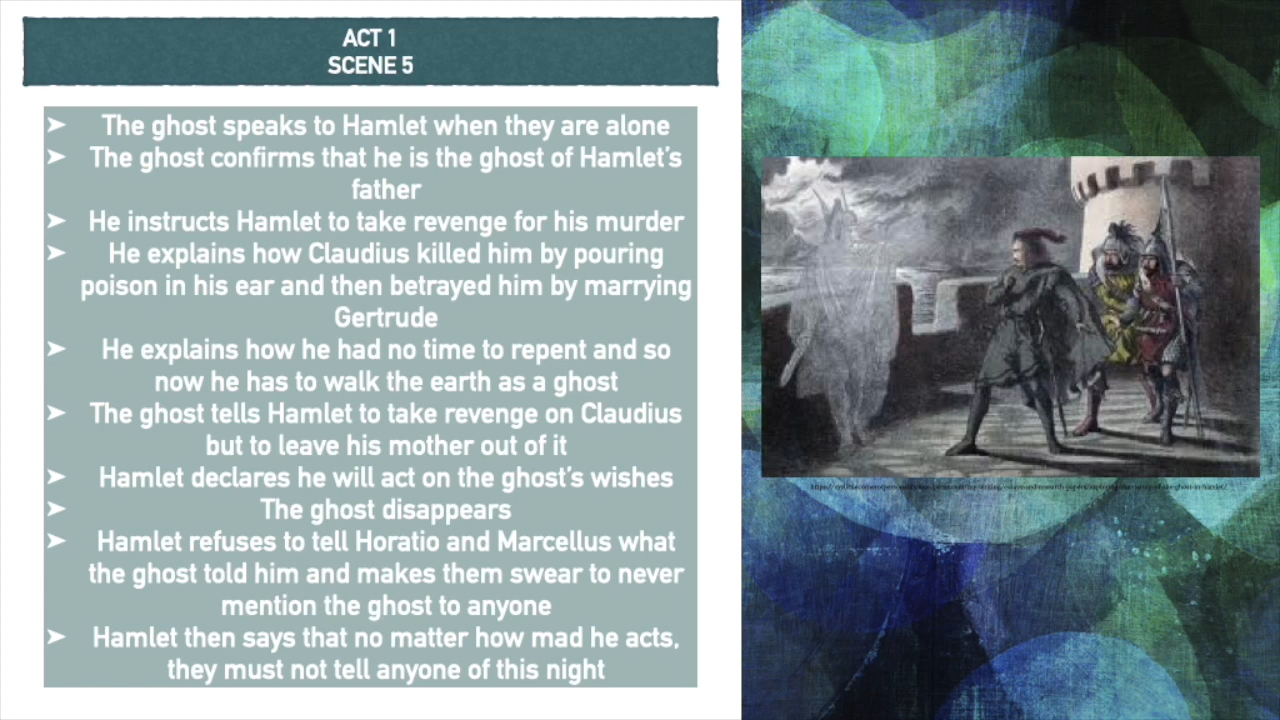 ACT 1
SCENE 5
➤ The ghost speaks to Hamlet when they are alone
➤ The ghost confirms that he is the ghost of Hamlet's
father
➤ He instructs Hamlet to take revenge for his murder
➤ He explains how Claudius killed him by pouring
poison in his ear and then betrayed him by marrying
Gertrude
➤ He explains how he had no time to repent and so
now he has to walk the earth as a ghost
➤ The ghost tells Hamlet to take revenge on Claudius
but to leave his mother out of it
➤ Hamlet declares he will act on the ghost's wishes
➤ The ghost disappears
➤ Hamlet refuses to tell Horatio and Marcellus what
the ghost told him and makes them swear to never
mention the ghost to anyone
➤ Hamlet then says that no matter how mad he acts,
they must not tell anyone of this night